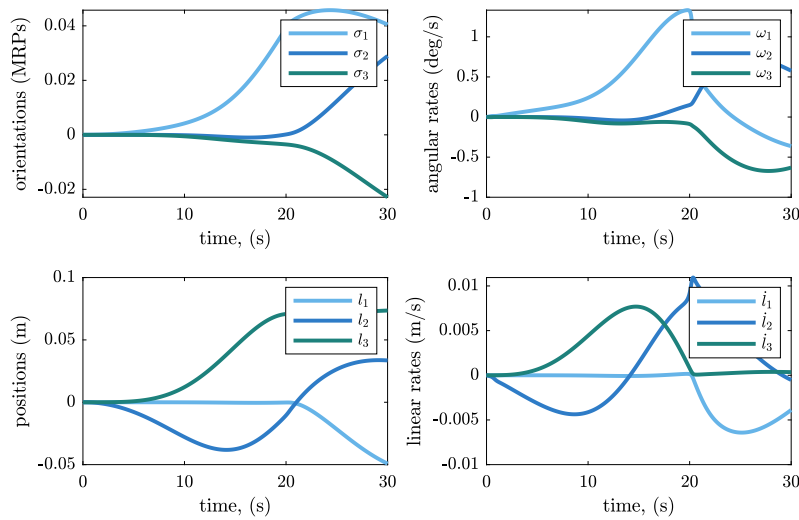 orientations (MRPs)
0.04
0.02
0
-0.02
σ₁
σ₂
σ₃
0 10 20 30
time, (s)
angular rates (deg/s)
1
0.5
0
-0.5
-1
ω₁
ω₂
ω₃
0 10 20 30
time, (s)
positions (m)
0.1
0.05
0
-0.05
l₁
l₂
l₃
0 10 20 30
time, (s)
linear rates (m/s)
0.01
0.005
0
-0.005
-0.01
l̇₁
l̇₂
l̇₃
0 10 20 30
time, (s)